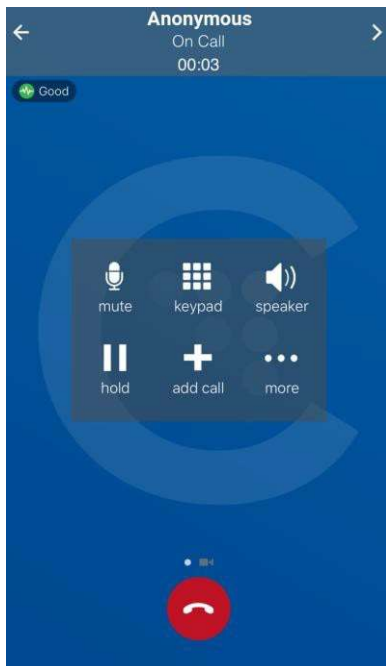 Anonymous
On Call
00:03
Good
mute keypad speaker
hold add call more